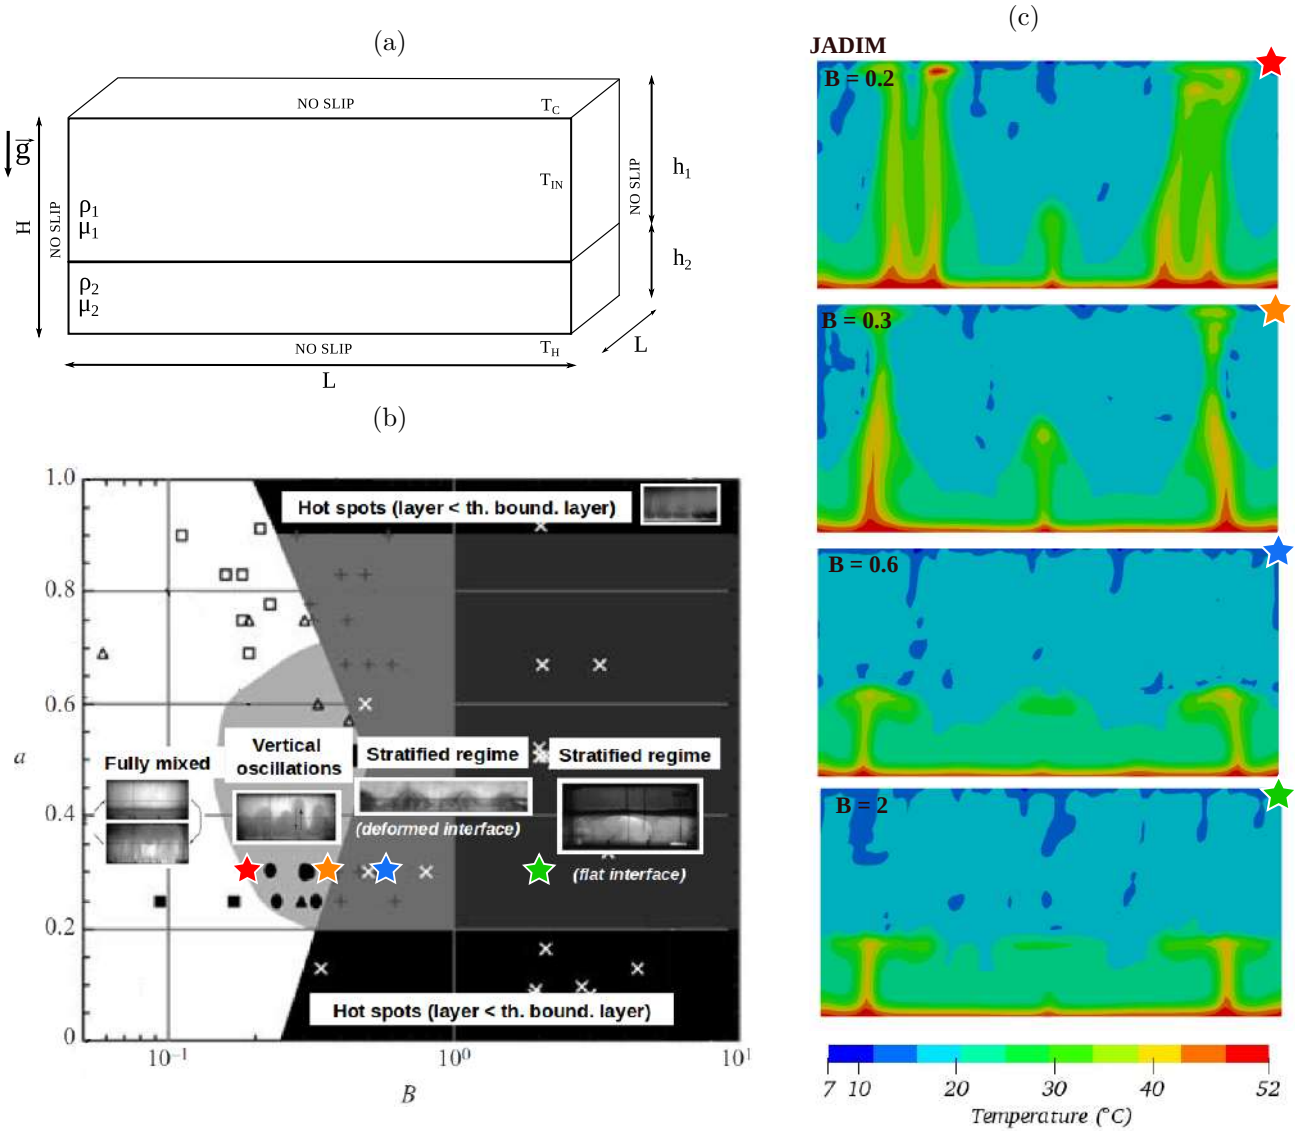 (a)
NO SLIP
T_C
g
H
NO SLIP
T_IN
ρ_1
μ_1
NO SLIP
h_1
ρ_2
μ_2
h_2
NO SLIP
T_H
L
L
(b)
1.0
0.8
0.6
0.4
0.2
0
a
Hot spots (layer < th. bound. layer)
Fully mixed
Vertical
oscillations
Stratified regime
(deformed interface)
Stratified regime
(flat interface)
Hot spots (layer < th. bound. layer)
10^−1
10^0
10^1
B
(c)
JADIM
B = 0.2
B = 0.3
B = 0.6
B = 2
7 10 20 30 40 52
Temperature (°C)